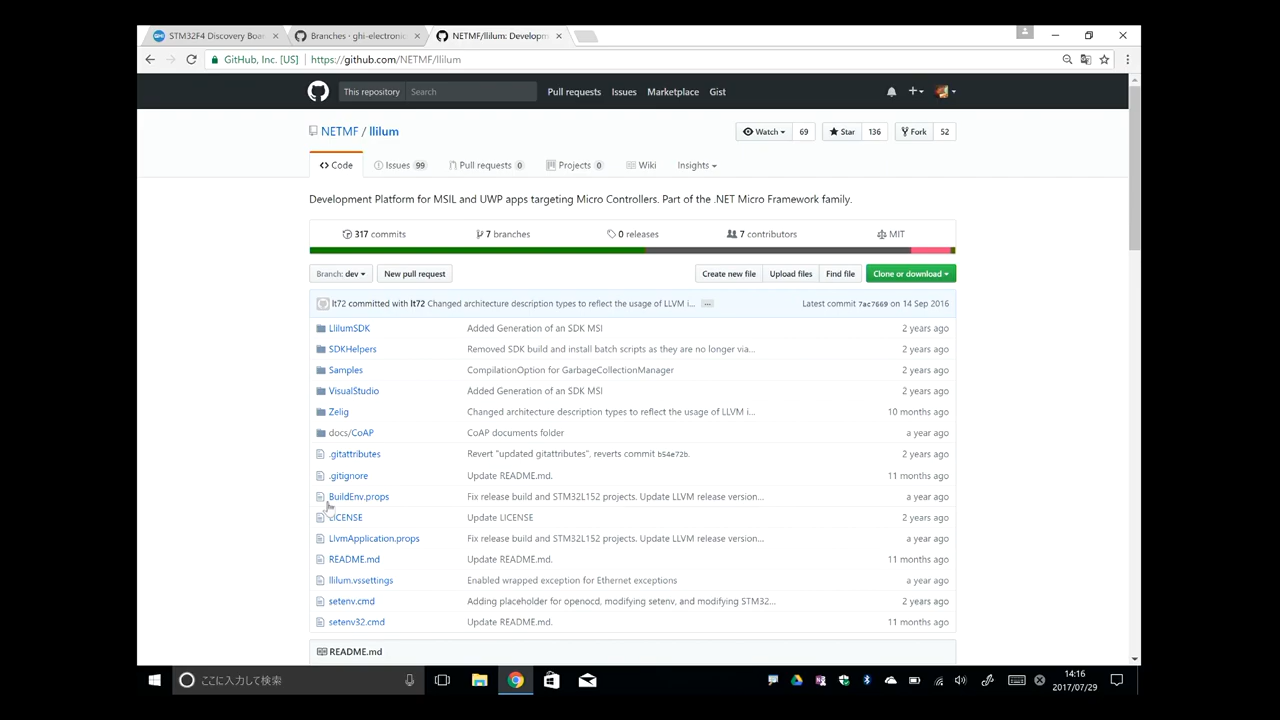 STM32F4 Discovery Boa
Branches · ghi-electronic
NETMF/llilum: Developm
GitHub, Inc. [US] https://github.com/NETMF/llilum
This repository Search Pull requests Issues Marketplace Gist
NETMF / llilum
Watch 69 Star 136 Fork 52
Code Issues 99 Pull requests 0 Projects 0 Wiki Insights
Development Platform for MSIL and UWP apps targeting Micro Controllers. Part of the .NET Micro Framework family.
317 commits 7 branches 0 releases 7 contributors MIT
Branch: dev New pull request Create new file Upload files Find file Clone or download
lt72 committed with lt72 Changed architecture description types to reflect the usage of LLVM i... ... Latest commit 7ac7669 on 14 Sep 2016
LlilumSDK Added Generation of an SDK MSI 2 years ago
SDKHelpers Removed SDK build and install batch scripts as they are no longer via... 2 years ago
Samples CompilationOption for GarbageCollectionManager 2 years ago
VisualStudio Added Generation of an SDK MSI 2 years ago
Zelig Changed architecture description types to reflect the usage of LLVM i... 10 months ago
docs/CoAP CoAP documents folder a year ago
.gitattributes Revert "updated gitattributes", reverts commit b54e72b. 2 years ago
.gitignore Update README.md. 11 months ago
BuildEnv.props Fix release build and STM32L152 projects. Update LLVM release version... a year ago
LICENSE Update LICENSE 2 years ago
LlvmApplication.props Fix release build and STM32L152 projects. Update LLVM release version... a year ago
README.md Update README.md. 11 months ago
llilum.vssettings Enabled wrapped exception for Ethernet exceptions a year ago
setenv.cmd Adding placeholder for openocd, modifying setenv, and modifying STM32... 2 years ago
setenv32.cmd Update README.md. 11 months ago
README.md
ここに入力して検索
14:16
2017/07/29